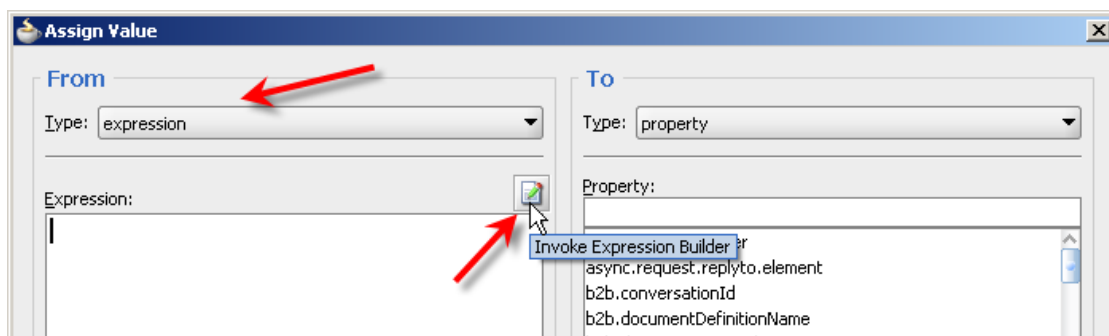 Assign Value
From
Type: expression
Expression:
To
Type: property
Property:
Invoke Expression Builder
async.request.replyto.element
b2b.conversationId
b2b.documentDefinitionName